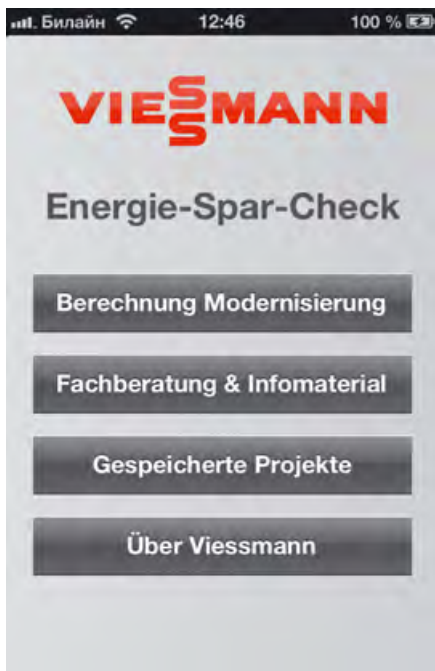 Билайн 12:46 100 %
VIESSMANN
Energie-Spar-Check
Berechnung Modernisierung
Fachberatung & Infomaterial
Gespeicherte Projekte
Über Viessmann